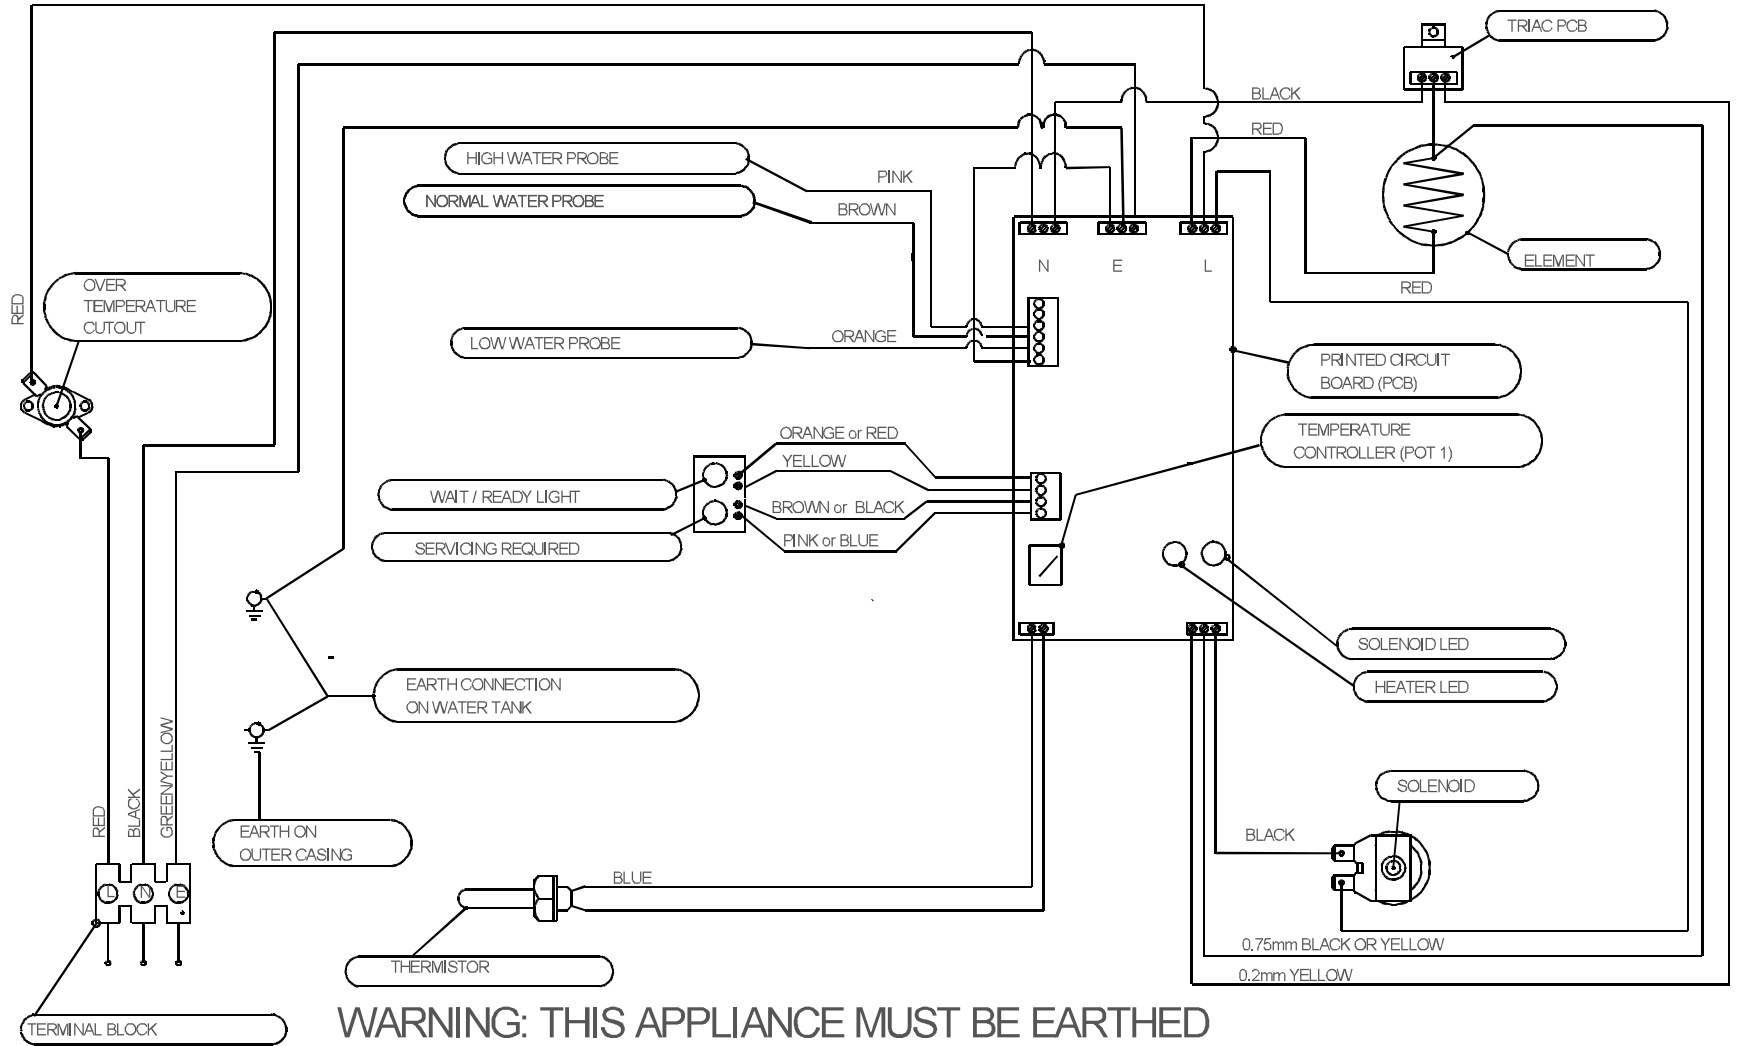 TRIAC PCB
BLACK
RED
HIGH WATER PROBE
PINK
NORMAL WATER PROBE
BROWN
ELEMENT
N
E
L
RED
RED
OVER
TEMPERATURE
CUTOUT
LOW WATER PROBE
ORANGE
PRINTED CIRCUIT
BOARD (PCB)
TEMPERATURE
CONTROLLER (POT 1)
ORANGE or RED
YELLOW
WAIT / READY LIGHT
BROWN or BLACK
SERVICING REQUIRED
PINK or BLUE
SOLENOID LED
HEATER LED
EARTH CONNECTION
ON WATER TANK
SOLENOID
RED
BLACK
GREEN/YELLOW
EARTH ON
OUTER CASING
BLACK
L
N
E
BLUE
0.75mm BLACK OR YELLOW
THERMISTOR
0.2mm YELLOW
TERMINAL BLOCK
WARNING: THIS APPLIANCE MUST BE EARTHED